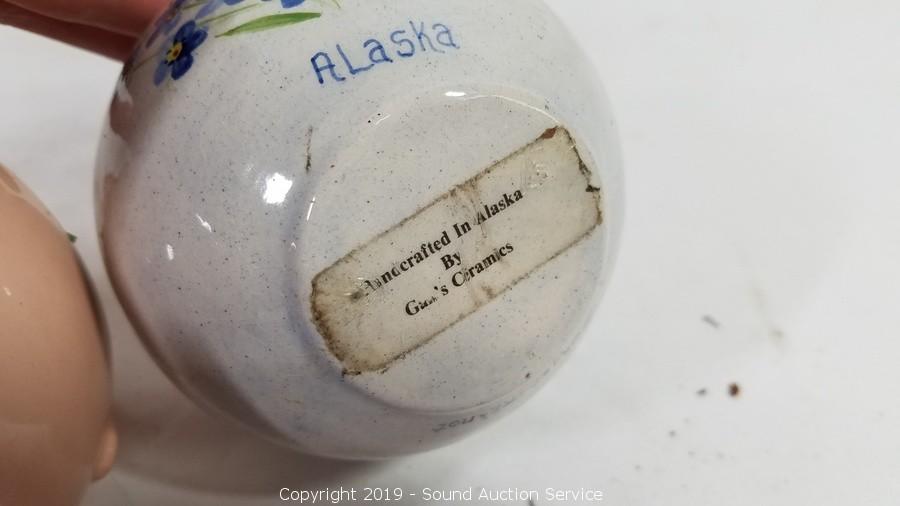 ALaska
Handcrafted In Alaska
By
Ceramics
Copyright 2019 - Sound Auction Service